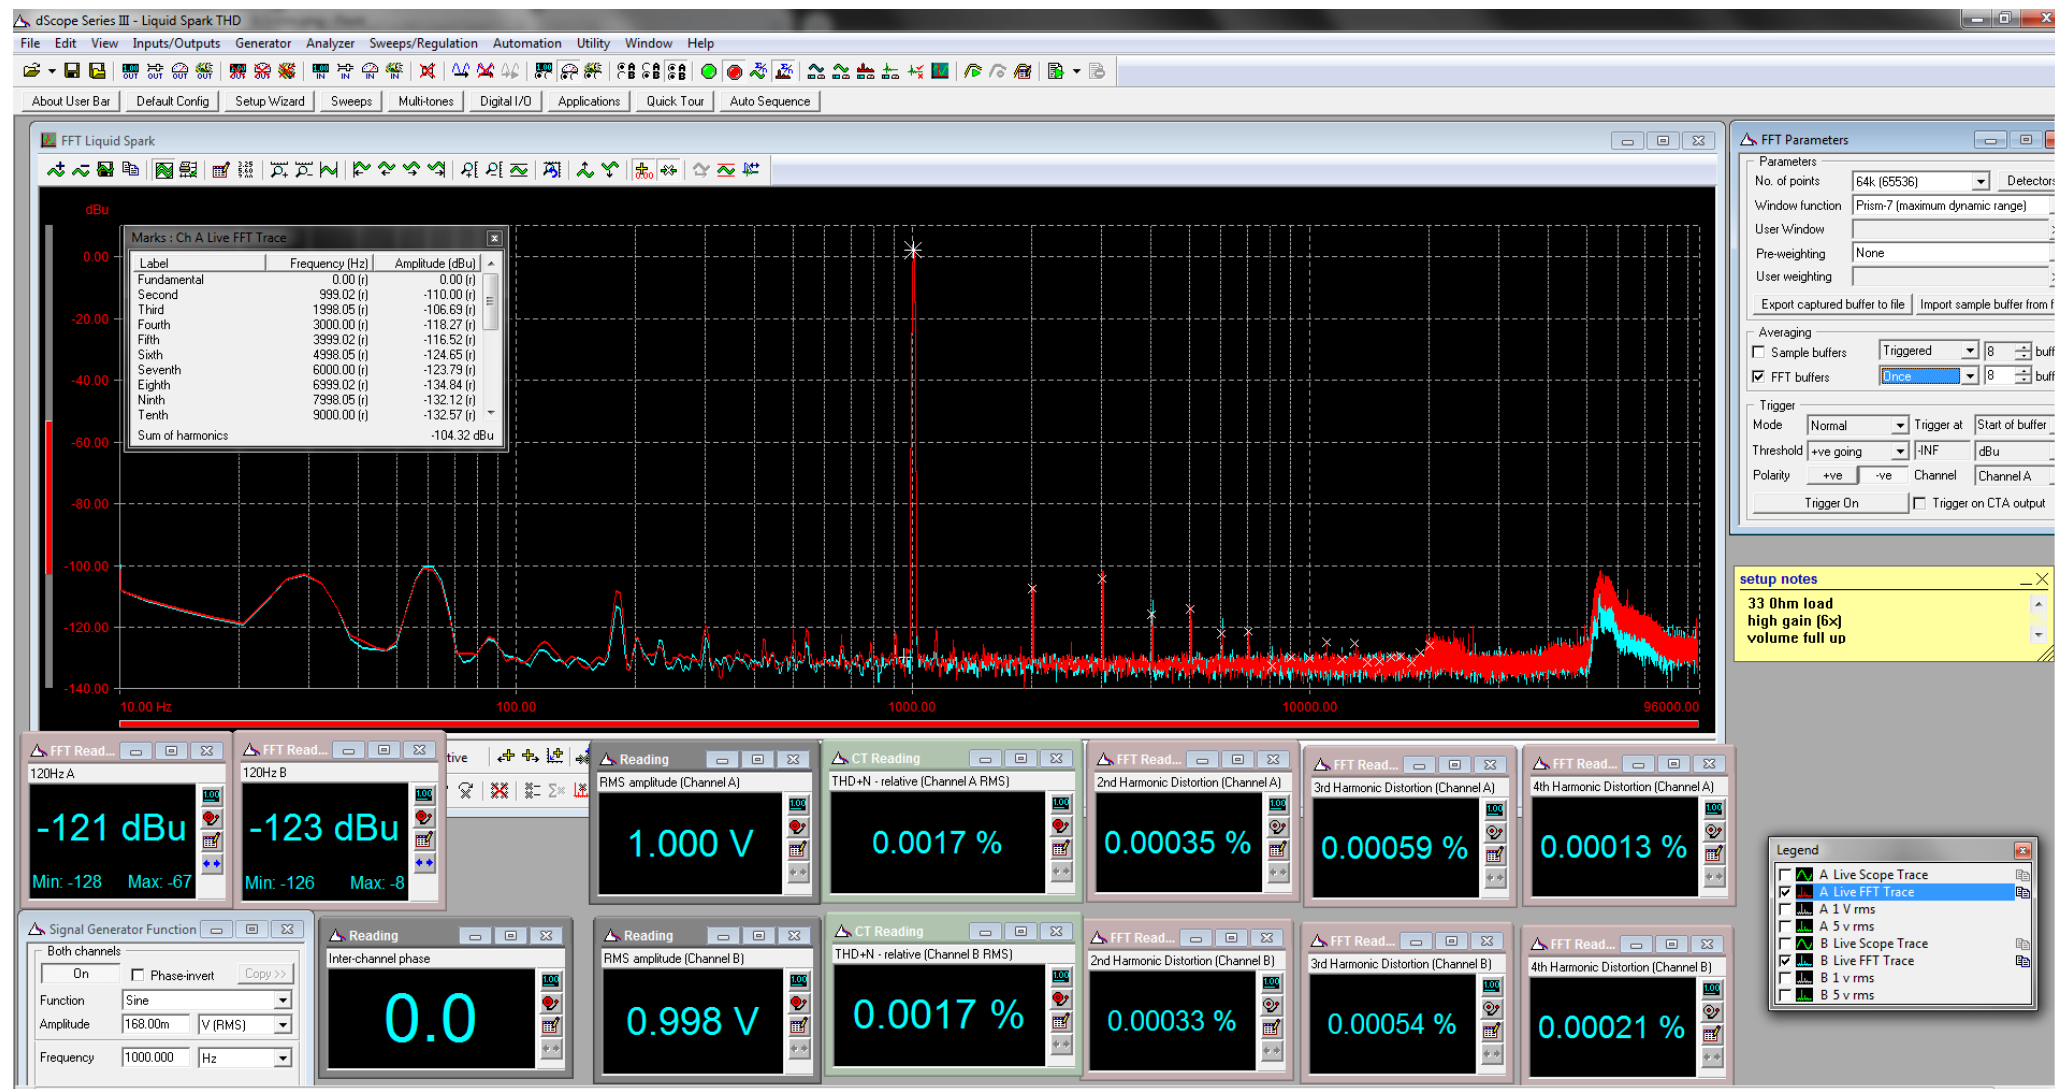 dScope Series III - Liquid Spark THD
File Edit View Inputs/Outputs Generator Analyzer Sweeps/Regulation Automation Utility Window Help
About User Bar Default Config Setup Wizard Sweeps Multi-tones Digital I/O Applications Quick Tour Auto Sequence
FFT Liquid Spark
dBu
0.00
-20.00
-40.00
-60.00
-80.00
-100.00
-120.00
-140.00
10.00 Hz 100.00 1000.00 10000.00 96000.00
Marks : Ch A Live FFT Trace
Label Frequency (Hz) Amplitude (dBu)
Fundamental 0.00 (r) 0.00 (r)
Second 999.02 (r) -110.00 (r)
Third 1998.05 (r) -106.69 (r)
Fourth 3000.00 (r) -118.27 (r)
Fifth 3999.02 (r) -116.52 (r)
Sixth 4998.05 (r) -124.65 (r)
Seventh 6000.00 (r) -123.79 (r)
Eighth 6999.02 (r) -134.84 (r)
Ninth 7998.05 (r) -132.12 (r)
Tenth 9000.00 (r) -132.57 (r)
Sum of harmonics -104.32 dBu
FFT Parameters
Parameters
No. of points 64k (65536) Detectors
Window function Prism-7 (maximum dynamic range)
User Window
Pre-weighting None
User weighting
Export captured buffer to file Import sample buffer from f
Averaging
Sample buffers Triggered 8 buff
FFT buffers Once 8 buff
Trigger
Mode Normal Trigger at Start of buffer
Threshold +ve going -INF dBu
Polarity +ve -ve Channel Channel A
Trigger On Trigger on CTA output
setup notes
33 Ohm load
high gain (6x)
volume full up
FFT Read...
120Hz A
-121 dBu
Min: -128 Max: -67
FFT Read...
120Hz B
-123 dBu
Min: -126 Max: -8
tive
Reading
RMS amplitude (Channel A)
1.000 V
CT Reading
THD+N - relative (Channel A RMS)
0.0017 %
FFT Read...
2nd Harmonic Distortion (Channel A)
0.00035 %
FFT Read...
3rd Harmonic Distortion (Channel A)
0.00059 %
FFT Read...
4th Harmonic Distortion (Channel A)
0.00013 %
Legend
A Live Scope Trace
A Live FFT Trace
A 1 V rms
A 5 v rms
B Live Scope Trace
B Live FFT Trace
B 1 v rms
B 5 v rms
Signal Generator Function
Both channels
On Phase-invert Copy >>
Function Sine
Amplitude 168.00m V (RMS)
Frequency 1000.000 Hz
Reading
Inter-channel phase
0.0
Reading
RMS amplitude (Channel B)
0.998 V
CT Reading
THD+N - relative (Channel B RMS)
0.0017 %
FFT Read...
2nd Harmonic Distortion (Channel B)
0.00033 %
FFT Read...
3rd Harmonic Distortion (Channel B)
0.00054 %
FFT Read...
4th Harmonic Distortion (Channel B)
0.00021 %